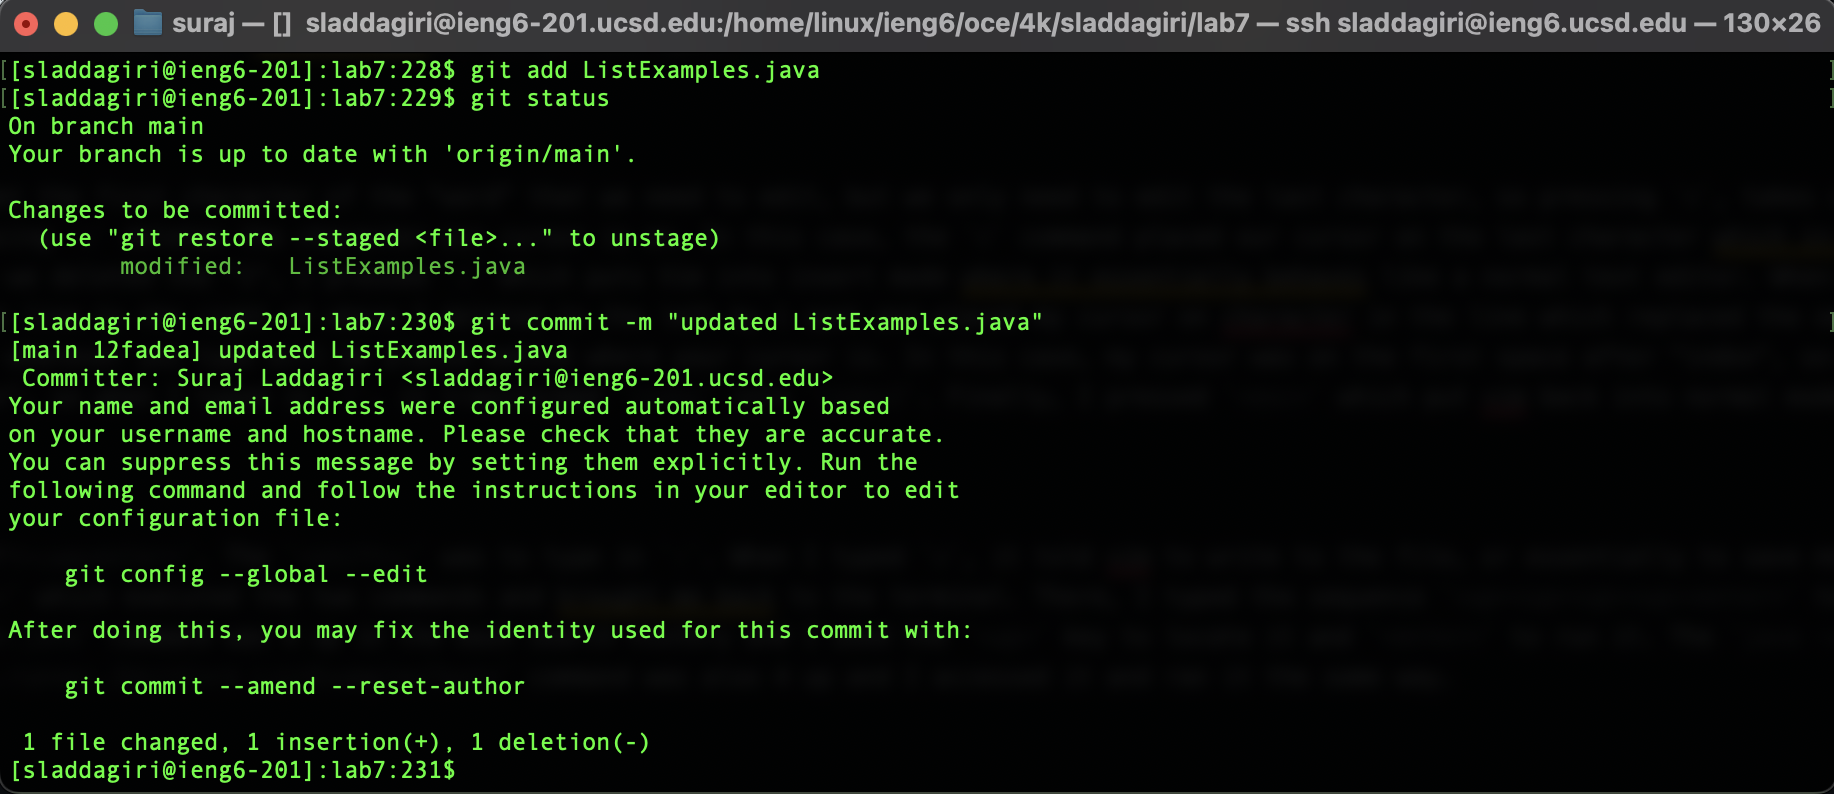 suraj — [] sladdagiri@ieng6-201.ucsd.edu:/home/linux/ieng6/oce/4k/sladdagiri/lab7 — ssh sladdagiri@ieng6.ucsd.edu — 130×26
[[sladdagiri@ieng6-201]:lab7:228$ git add ListExamples.java ]
[[sladdagiri@ieng6-201]:lab7:229$ git status ]
On branch main
Your branch is up to date with 'origin/main'.
Changes to be committed:
  (use "git restore --staged <file>..." to unstage)
        modified:   ListExamples.java
[[sladdagiri@ieng6-201]:lab7:230$ git commit -m "updated ListExamples.java" ]
[main 12fadea] updated ListExamples.java
 Committer: Suraj Laddagiri <sladdagiri@ieng6-201.ucsd.edu>
Your name and email address were configured automatically based
on your username and hostname. Please check that they are accurate.
You can suppress this message by setting them explicitly. Run the
following command and follow the instructions in your editor to edit
your configuration file:
    git config --global --edit
After doing this, you may fix the identity used for this commit with:
    git commit --amend --reset-author
 1 file changed, 1 insertion(+), 1 deletion(-)
[sladdagiri@ieng6-201]:lab7:231$